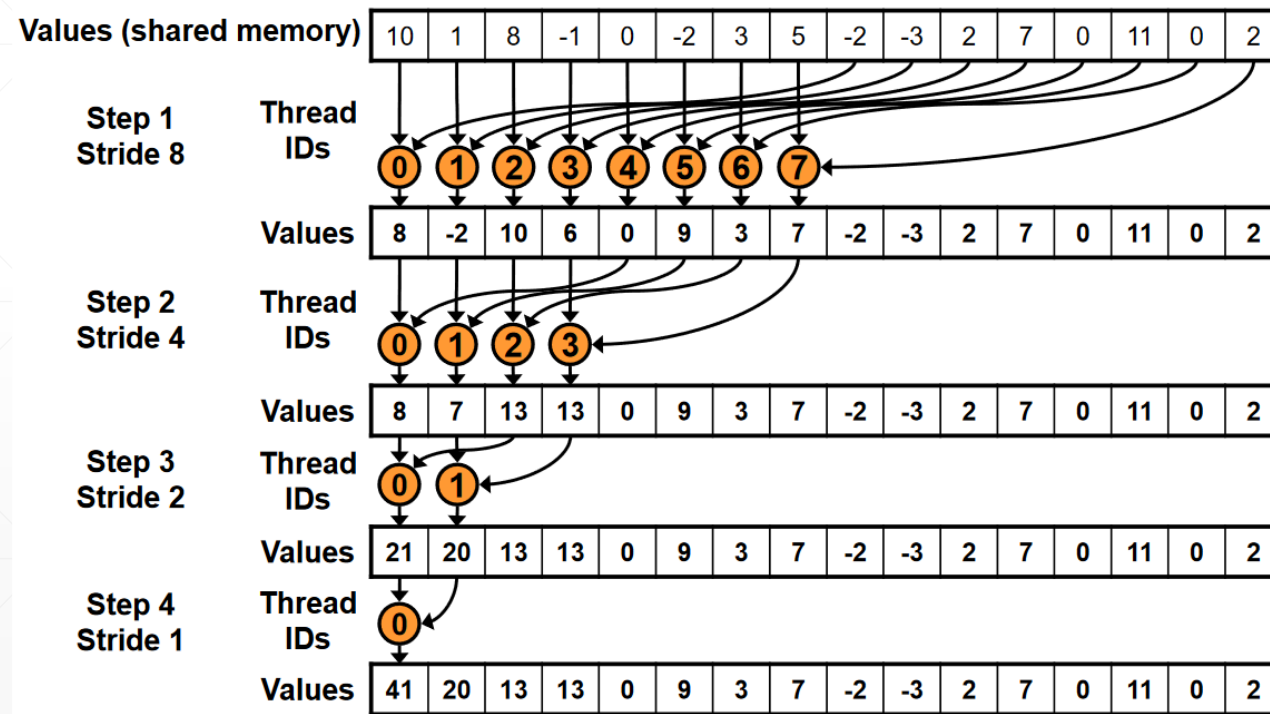 Values (shared memory) 10 1 8 -1 0 -2 3 5 -2 -3 2 7 0 11 0 2
Step 1 Thread
Stride 8 IDs
0 1 2 3 4 5 6 7
Values 8 -2 10 6 0 9 3 7 -2 -3 2 7 0 11 0 2
Step 2 Thread
Stride 4 IDs
0 1 2 3
Values 8 7 13 13 0 9 3 7 -2 -3 2 7 0 11 0 2
Step 3 Thread
Stride 2 IDs
0 1
Values 21 20 13 13 0 9 3 7 -2 -3 2 7 0 11 0 2
Step 4 Thread
Stride 1 IDs
0
Values 41 20 13 13 0 9 3 7 -2 -3 2 7 0 11 0 2